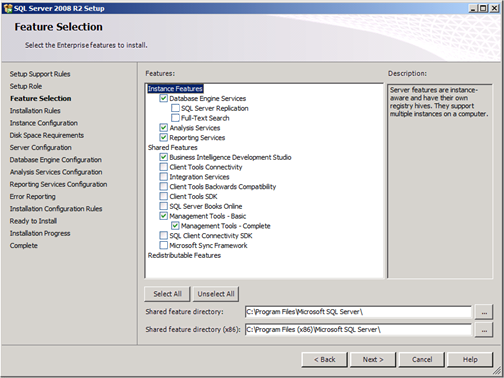 SQL Server 2008 R2 Setup
Feature Selection
Select the Enterprise features to install.
Setup Support Rules
Setup Role
Feature Selection
Installation Rules
Instance Configuration
Disk Space Requirements
Server Configuration
Database Engine Configuration
Analysis Services Configuration
Reporting Services Configuration
Error Reporting
Installation Configuration Rules
Ready to Install
Installation Progress
Complete
Features:
Instance Features
Database Engine Services
SQL Server Replication
Full-Text Search
Analysis Services
Reporting Services
Shared Features
Business Intelligence Development Studio
Client Tools Connectivity
Integration Services
Client Tools Backwards Compatibility
Client Tools SDK
SQL Server Books Online
Management Tools - Basic
Management Tools - Complete
SQL Client Connectivity SDK
Microsoft Sync Framework
Redistributable Features
Description:
Server features are instance-
aware and have their own
registry hives. They support
multiple instances on a computer.
Select All
Unselect All
Shared feature directory:
C:\Program Files\Microsoft SQL Server\
...
Shared feature directory (x86):
C:\Program Files (x86)\Microsoft SQL Server\
...
< Back
Next >
Cancel
Help